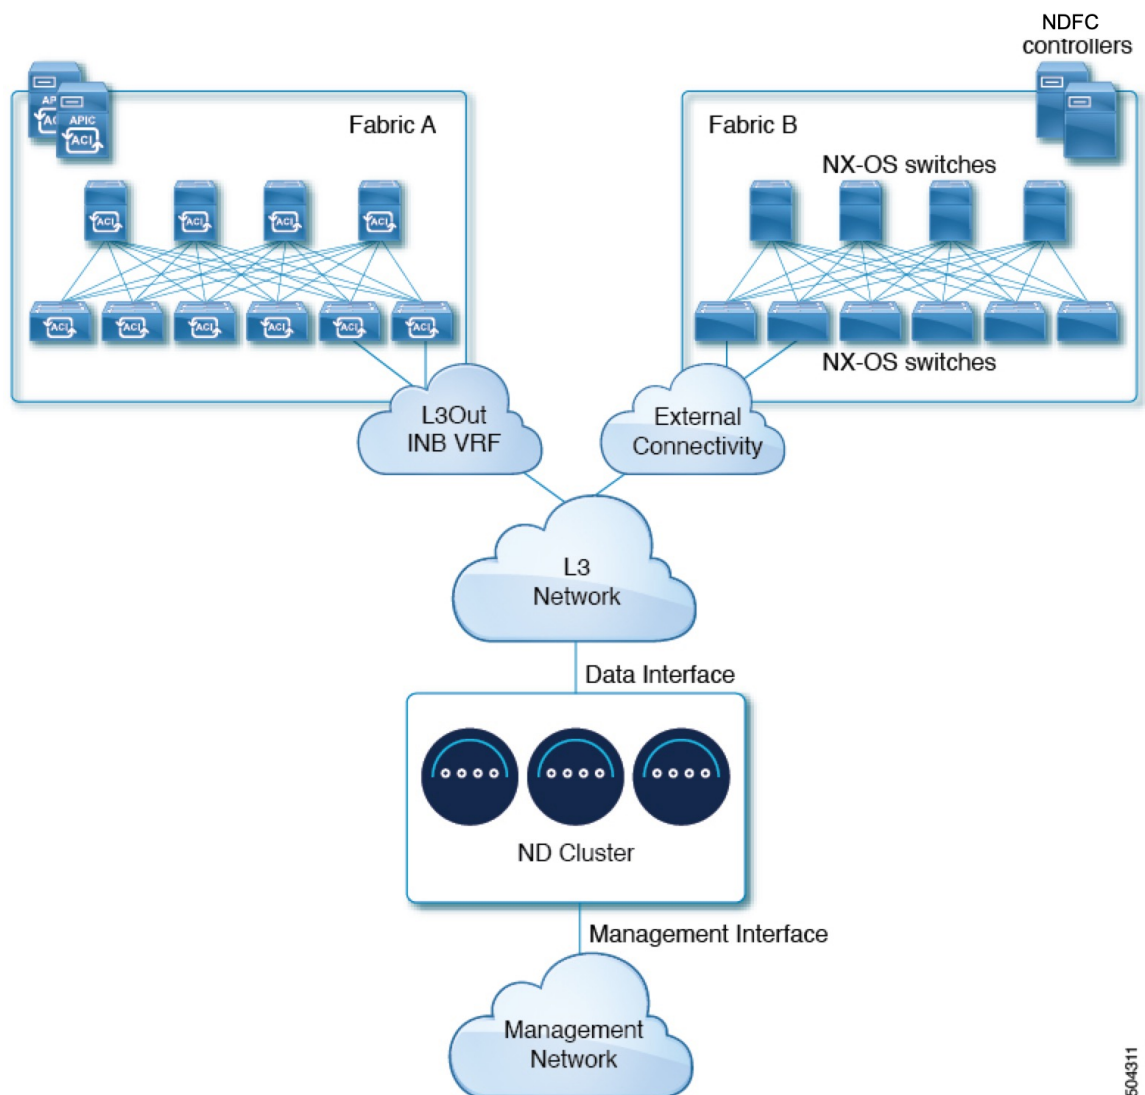 NDFC
controllers
AP
AC
APIC
ACI
Fabric A
Fabric B
NX-OS switches
ACI
ACI
ACI
ACI
ACI
ACI
ACI
ACI
ACI
ACI
NX-OS switches
L3Out
INB VRF
External
Connectivity
L3
Network
Data Interface
ND Cluster
Management Interface
Management
Network
504311